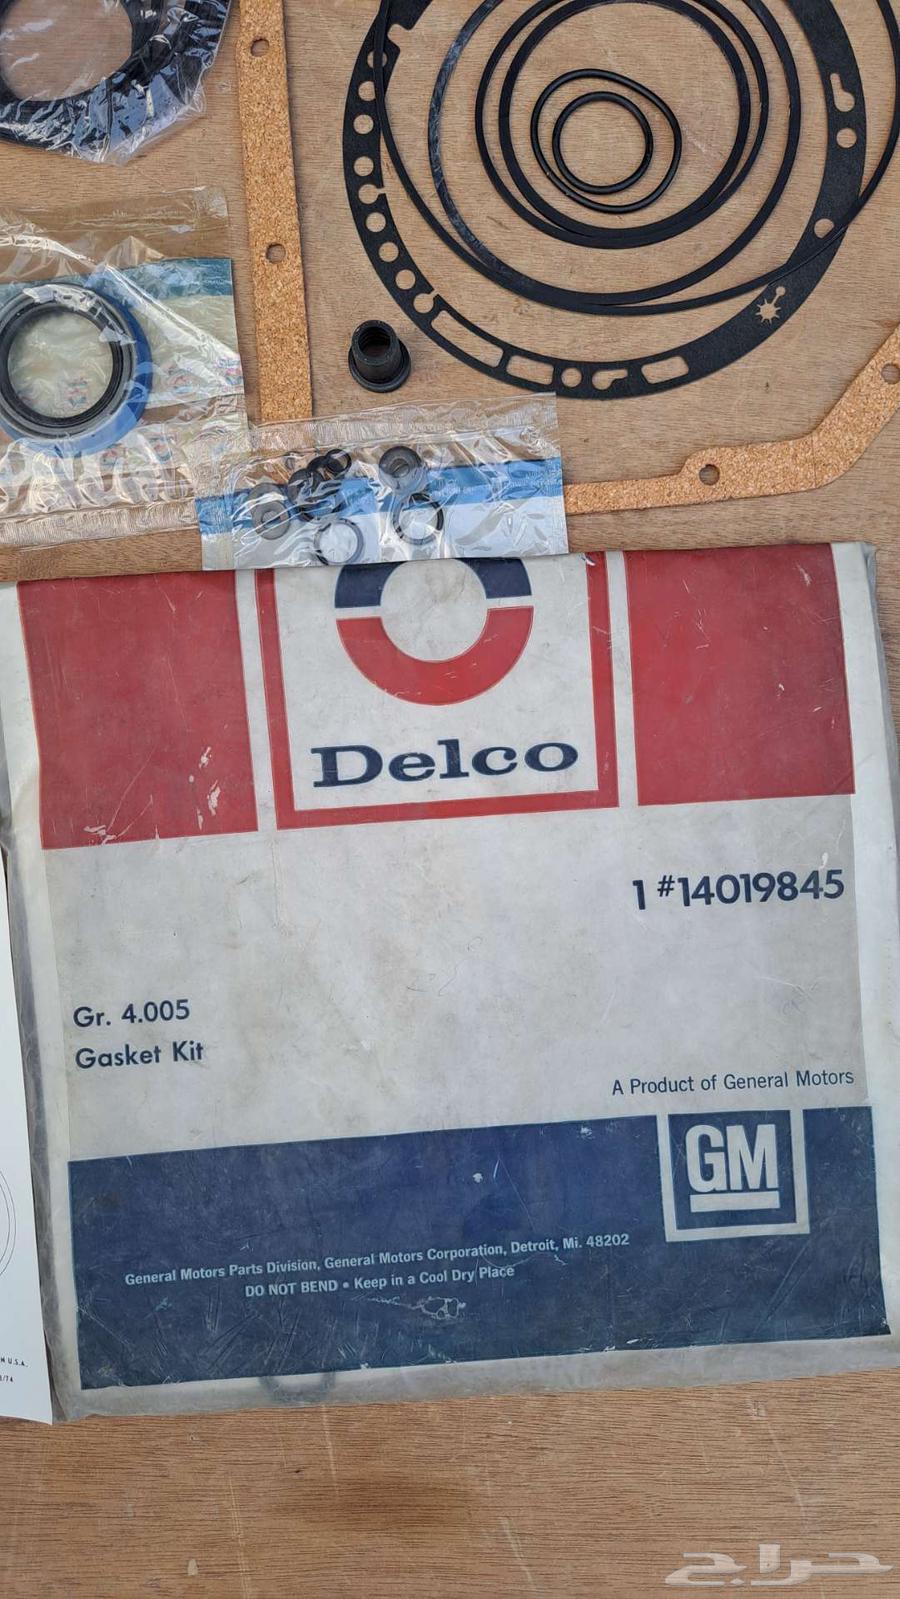 Delco
1 #14019845
Gr. 4.005
Gasket Kit
A Product of General Motors
GM
General Motors Parts Division, General Motors Corporation, Detroit, Mi. 48202
DO NOT BEND • Keep in a Cool Dry Place
N U.S.A.
/74
حراج